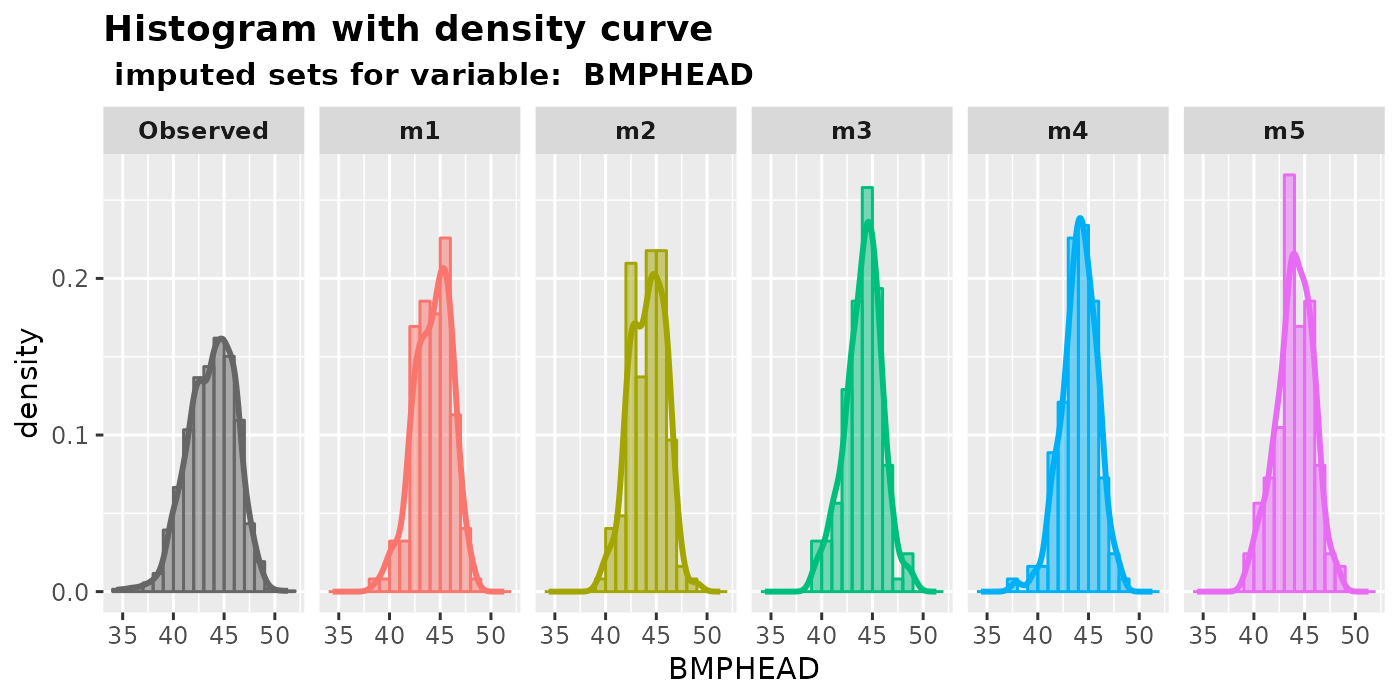 Histogram with density curve
imputed sets for variable:  BMPHEAD
Observed m1 m2 m3 m4 m5
density
0.2
0.1
0.0
35 40 45 50 35 40 45 50 35 40 45 50 35 40 45 50 35 40 45 50 35 40 45 50
BMPHEAD